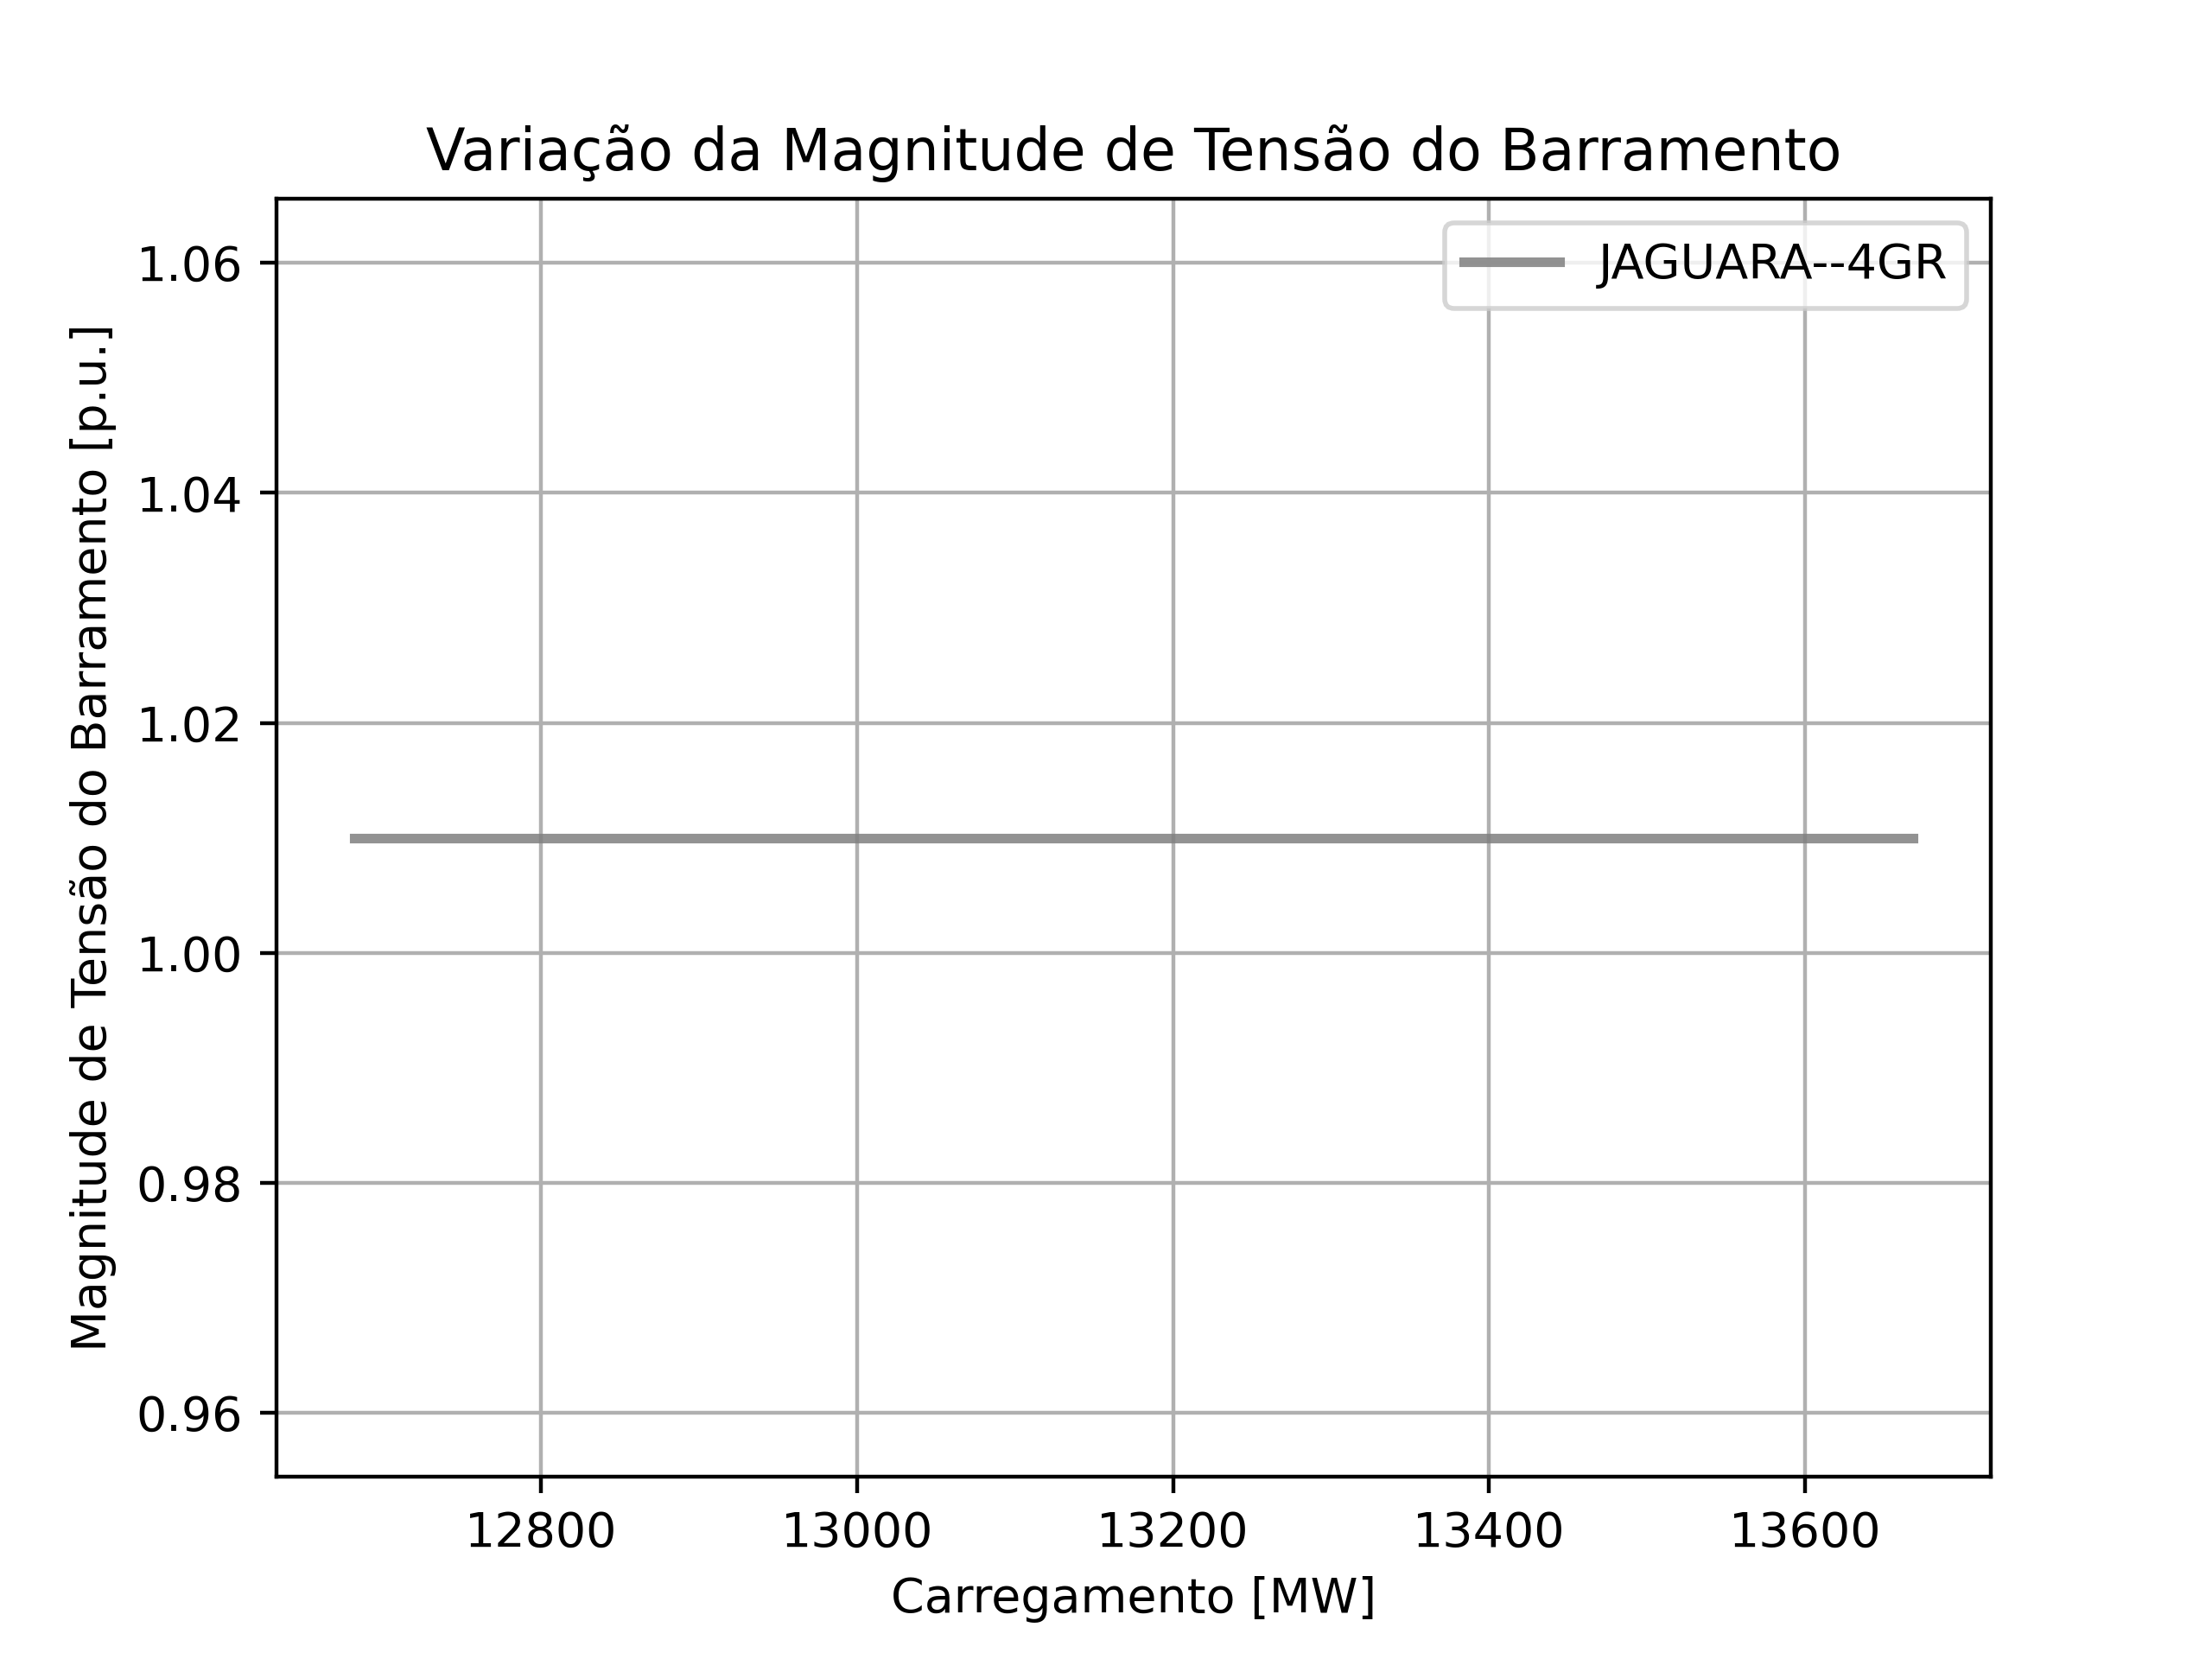 Variação da Magnitude de Tensão do Barramento
JAGUARA--4GR
Magnitude de Tensão do Barramento [p.u.]
1.06
1.04
1.02
1.00
0.98
0.96
12800 13000 13200 13400 13600
Carregamento [MW]